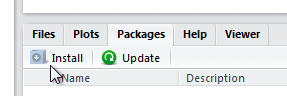 Files Plots Packages Help Viewer
Install Update
Name Description